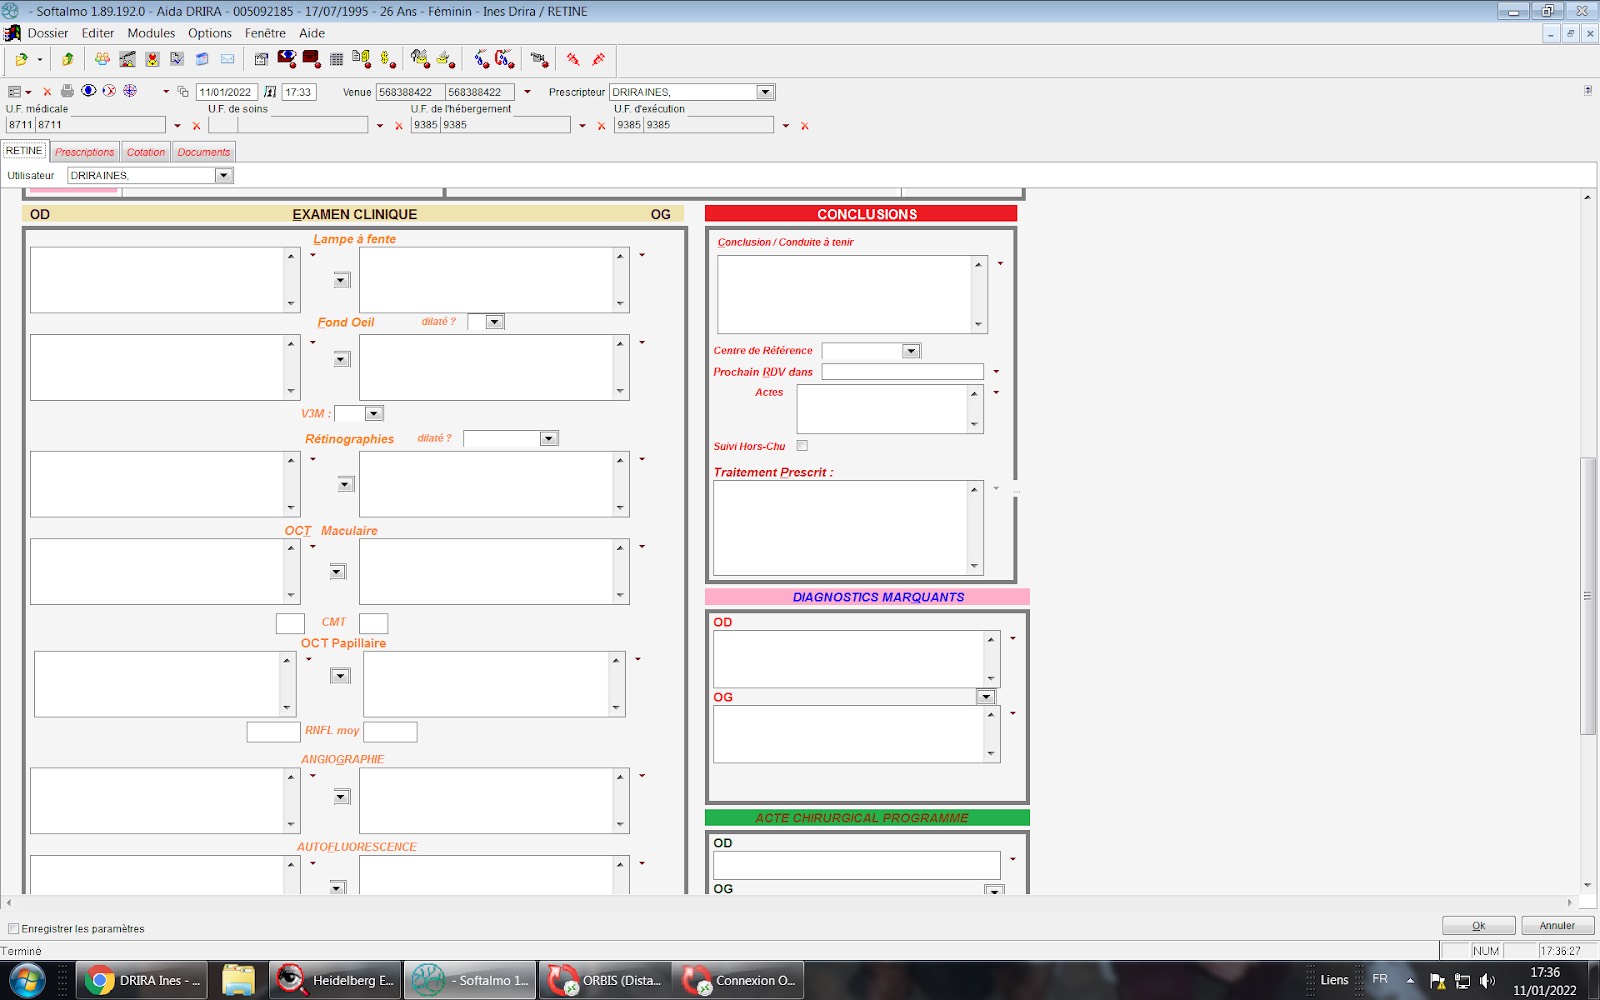 - Softalmo 1.89.192.0 - Aida DRIRA - 005092185 - 17/07/1995 - 26 Ans - Féminin - Ines Drira / RETINE
Dossier Editer Modules Options Fenêtre Aide
11/01/2022 17:33 Venue 568388422 568388422 Prescripteur DRIRAINES,
U.F. médicale U.F. de soins U.F. de l'hébergement U.F. d'exécution
8711 8711 9385 9385 9385 9385
RETINE Prescriptions Cotation Documents
Utilisateur DRIRAINES,
OD EXAMEN CLINIQUE OG
Lampe à fente
Fond Oeil dilaté ?
V3M :
Rétinographies dilaté ?
OCT Maculaire
CMT
OCT Papillaire
RNFL moy
ANGIOGRAPHIE
AUTOFLUORESCENCE
CONCLUSIONS
Conclusion / Conduite à tenir
Centre de Référence
Prochain RDV dans
Actes
Suivi Hors-Chu
Traitement Prescrit :
...
DIAGNOSTICS MARQUANTS
OD
OG
ACTE CHIRURGICAL PROGRAMME
OD
OG
Enregistrer les paramètres
Ok Annuler
Terminé NUM 17:36:27
DRIRA Ines - ... Heidelberg E... - Softalmo 1... ORBIS (Dista... Connexion O... Liens FR 17:36
11/01/2022